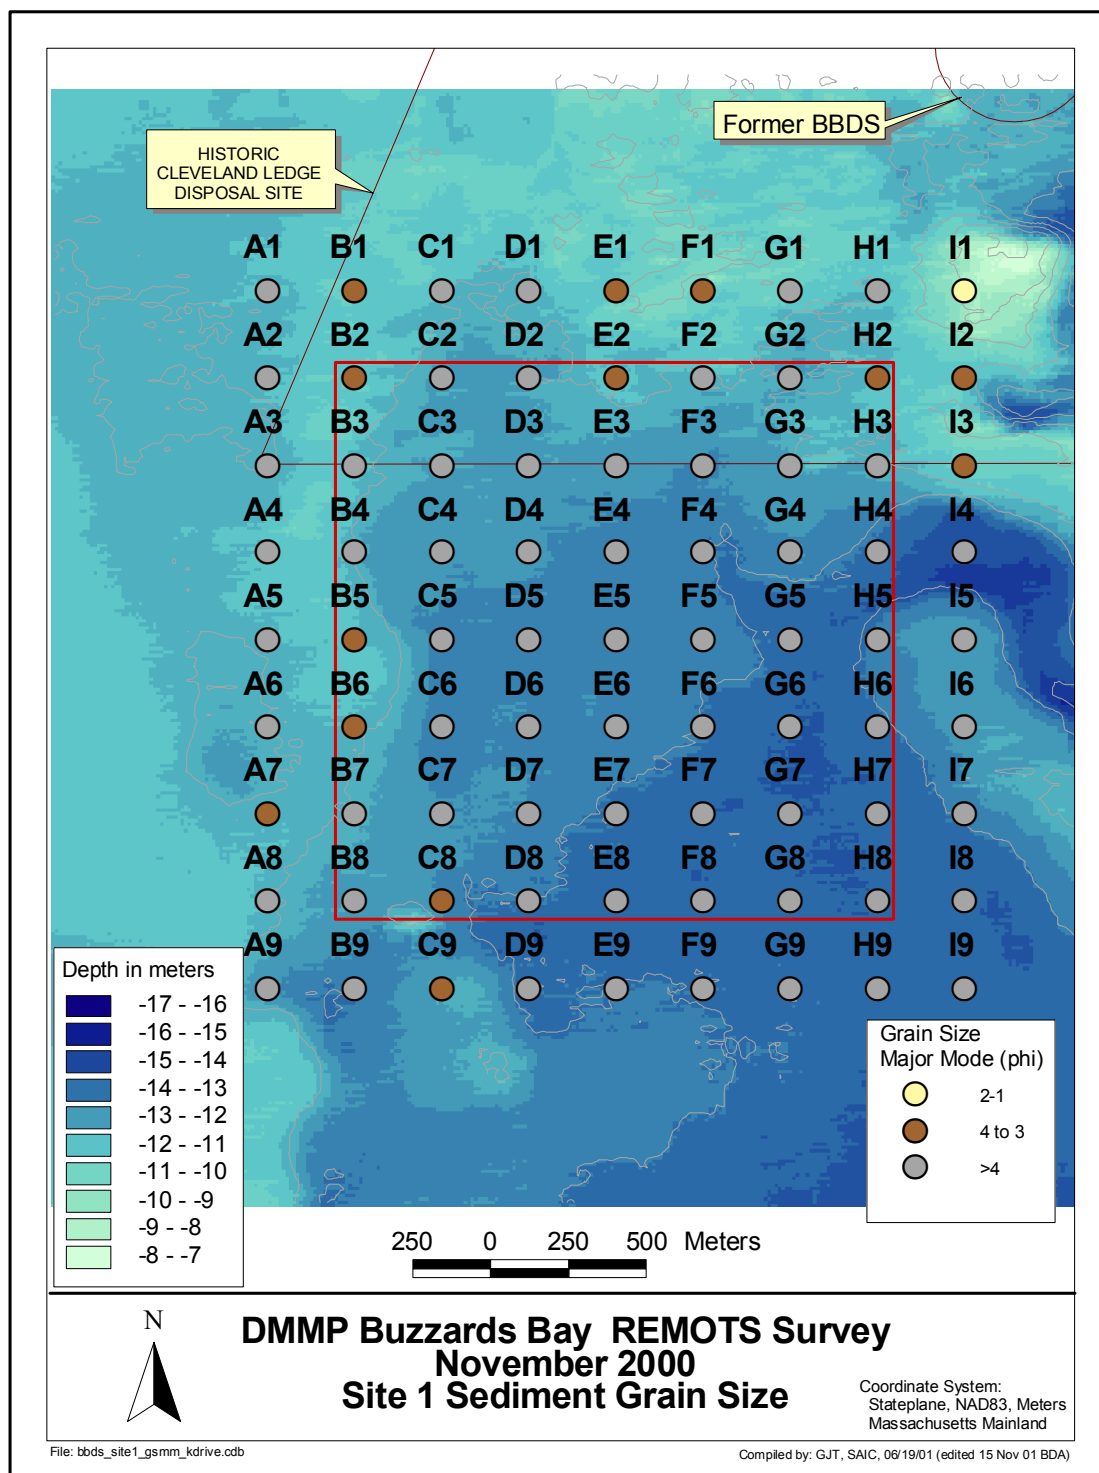 Former BBDS
HISTORIC
CLEVELAND LEDGE
DISPOSAL SITE
A1 B1 C1 D1 E1 F1 G1 H1 I1
A2 B2 C2 D2 E2 F2 G2 H2 I2
A3 B3 C3 D3 E3 F3 G3 H3 I3
A4 B4 C4 D4 E4 F4 G4 H4 I4
A5 B5 C5 D5 E5 F5 G5 H5 I5
A6 B6 C6 D6 E6 F6 G6 H6 I6
A7 B7 C7 D7 E7 F7 G7 H7 I7
A8 B8 C8 D8 E8 F8 G8 H8 I8
A9 B9 C9 D9 E9 F9 G9 H9 I9
Depth in meters
-17 - -16
-16 - -15
-15 - -14
-14 - -13
-13 - -12
-12 - -11
-11 - -10
-10 - -9
-9 - -8
-8 - -7
Grain Size
Major Mode (phi)
2-1
4 to 3
>4
250 0 250 500 Meters
N
DMMP Buzzards Bay REMOTS Survey
November 2000
Site 1 Sediment Grain Size
Coordinate System:
Stateplane, NAD83, Meters
Massachusetts Mainland
File: bbds_site1_gsmm_kdrive.cdb
Compiled by: GJT, SAIC, 06/19/01 (edited 15 Nov 01 BDA)